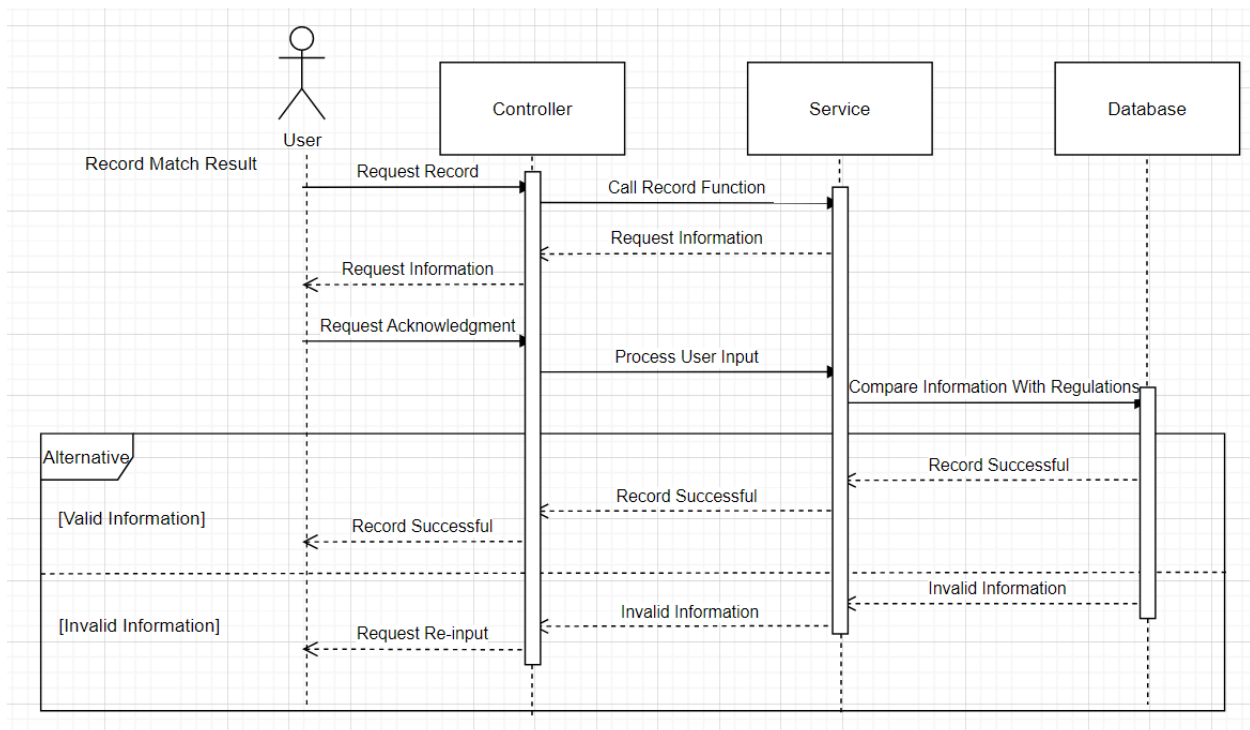 Controller
Service
Database
User
Record Match Result
Request Record
Call Record Function
Request Information
Request Information
Request Acknowledgment
Process User Input
Compare Information With Regulations
Alternative
Record Successful
Record Successful
[Valid Information]
Record Successful
Invalid Information
Invalid Information
[Invalid Information]
Request Re-input